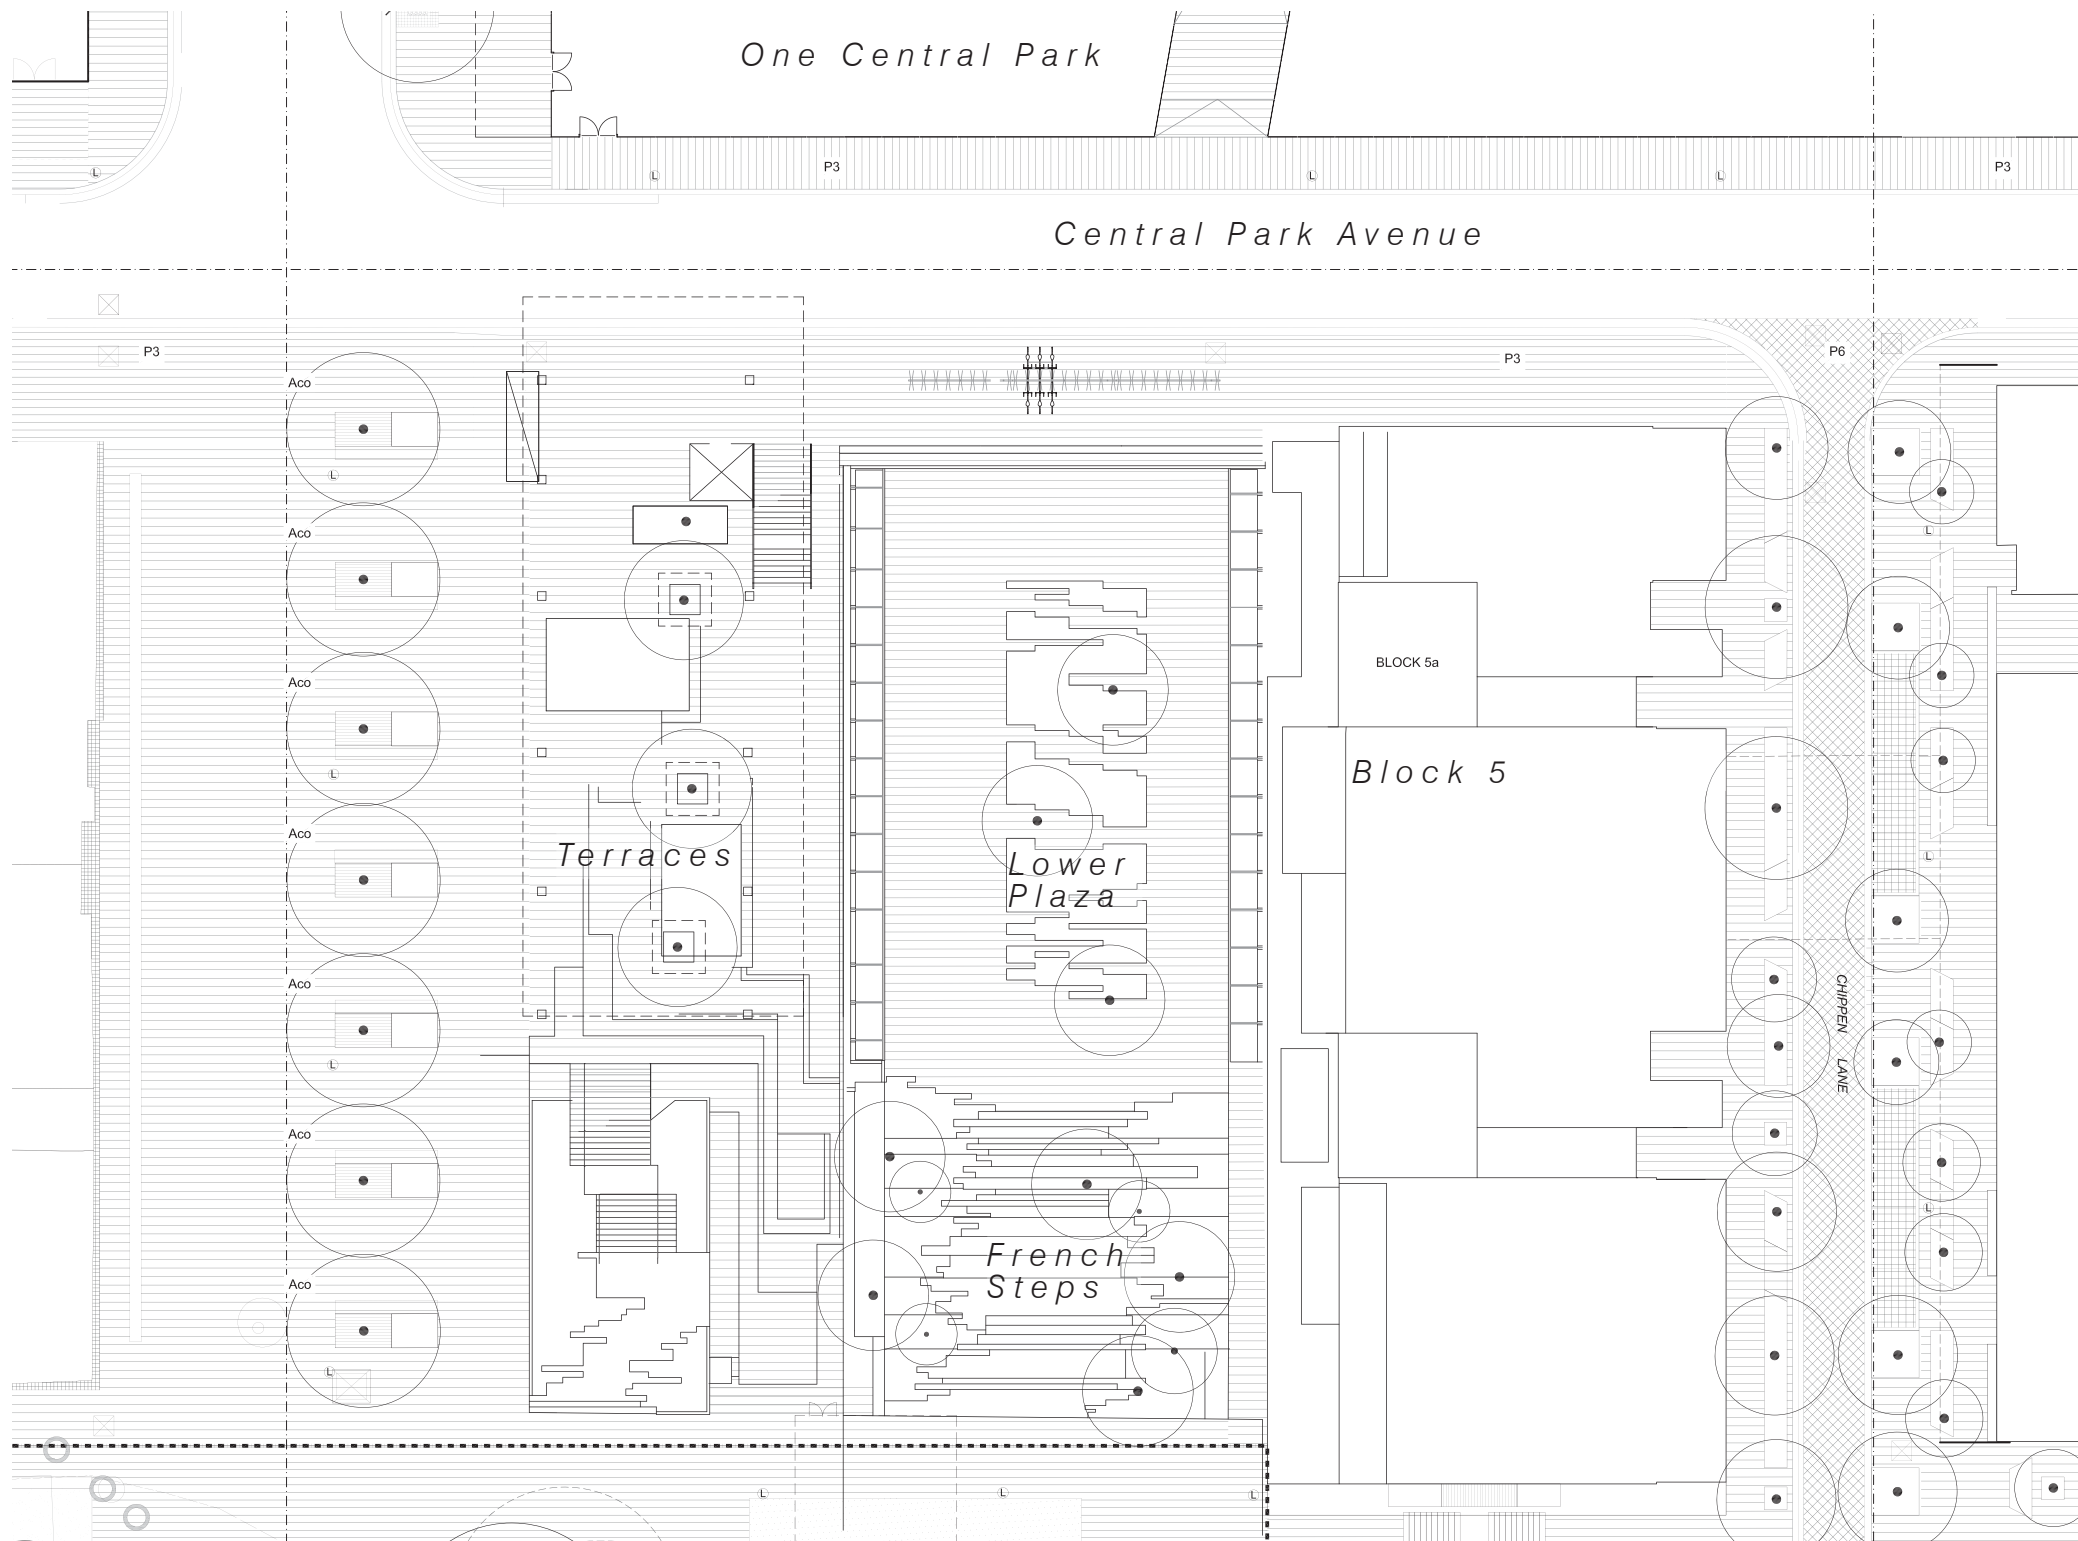 One Central Park
P3
P3
L
L
L
L
Central Park Avenue
P3
P3
P6
Aco
L
Aco
L
BLOCK 5a
Aco
Block 5
L
Aco
Terraces
Lower
Plaza
L
Aco
CHIPPEN LANE
L
Aco
L
French
Steps
Aco
L
L
L
L